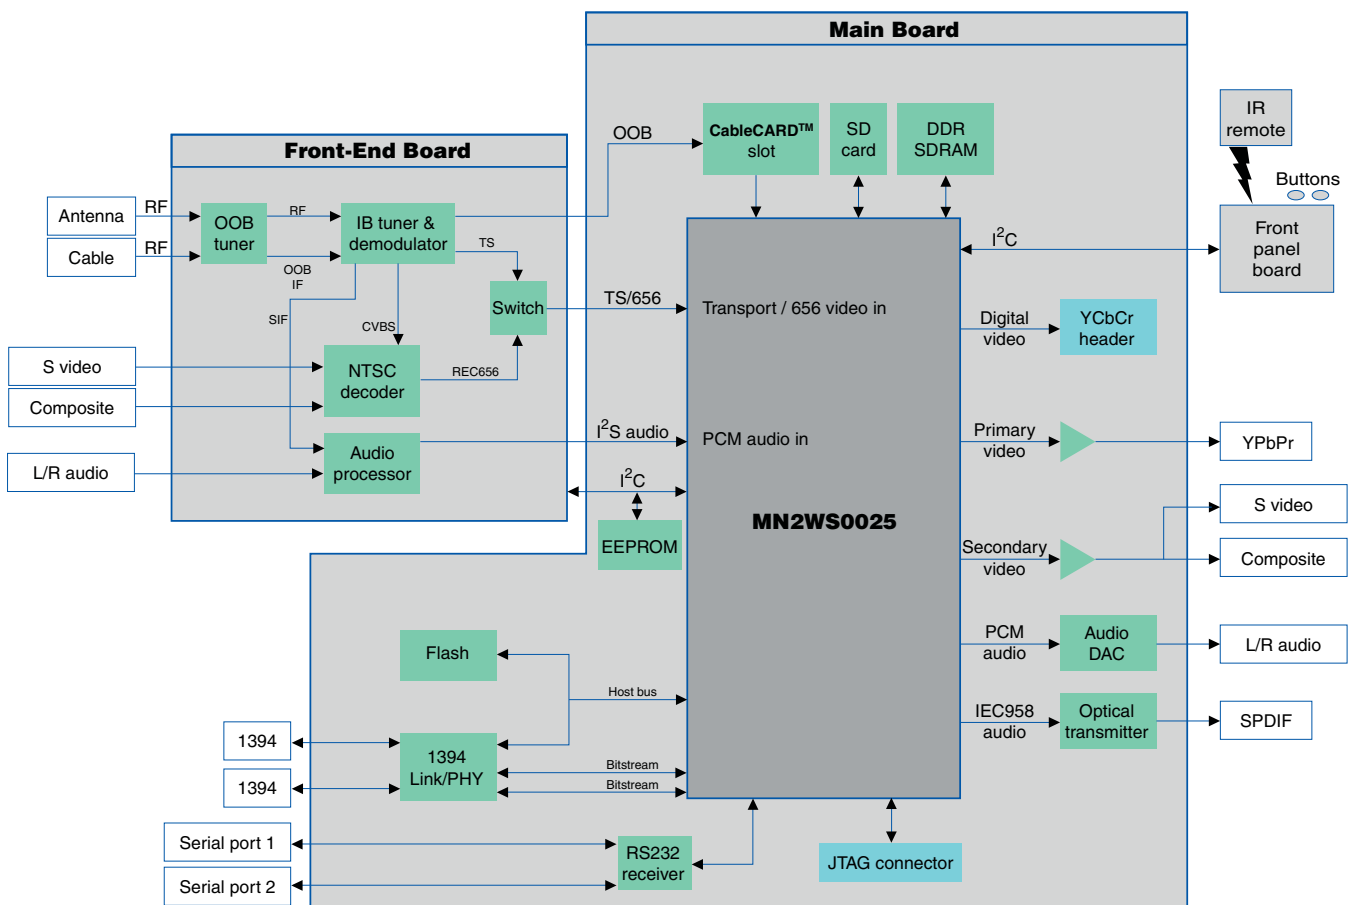 Main Board
Front-End Board
OOB
CableCARD™
slot
SD
card
DDR
SDRAM
IR
remote
Buttons
Antenna
RF
OOB
tuner
RF
IB tuner &
demodulator
Cable
RF
OOB
IF
TS
I²C
Front
panel
board
SIF
CVBS
Switch
TS/656
Transport / 656 video in
Digital
video
YCbCr
header
S video
Composite
NTSC
decoder
REC656
L/R audio
Audio
processor
I²S audio
PCM audio in
Primary
video
YPbPr
I²C
EEPROM
MN2WS0025
Secondary
video
S video
Composite
Flash
Host bus
PCM
audio
Audio
DAC
L/R audio
IEC958
audio
Optical
transmitter
SPDIF
1394
1394
1394
Link/PHY
Bitstream
Bitstream
Serial port 1
Serial port 2
RS232
receiver
JTAG connector